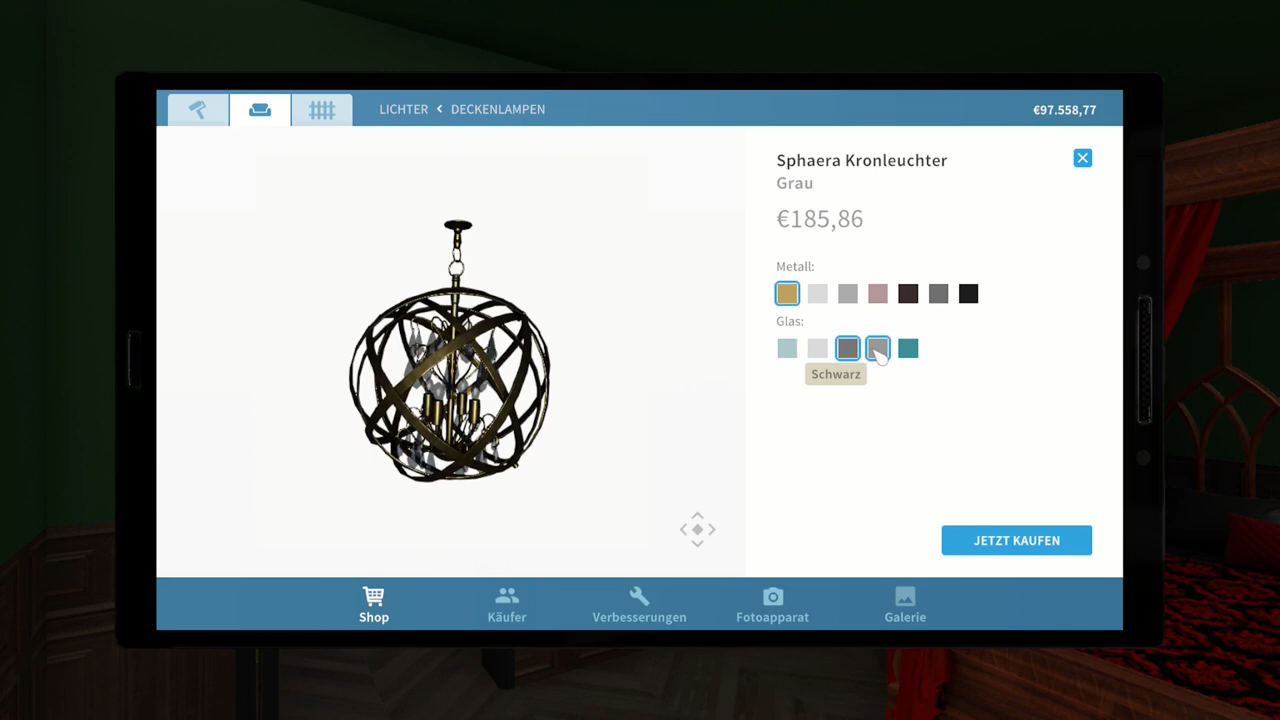 LICHTER < DECKENLAMPEN
€97.558,77
Sphaera Kronleuchter
Grau
€185,86
Metall:
Glas:
Schwarz
JETZT KAUFEN
Shop
Käufer
Verbesserungen
Fotoapparat
Galerie